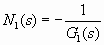 N₁(s) = −1/G₁(s)